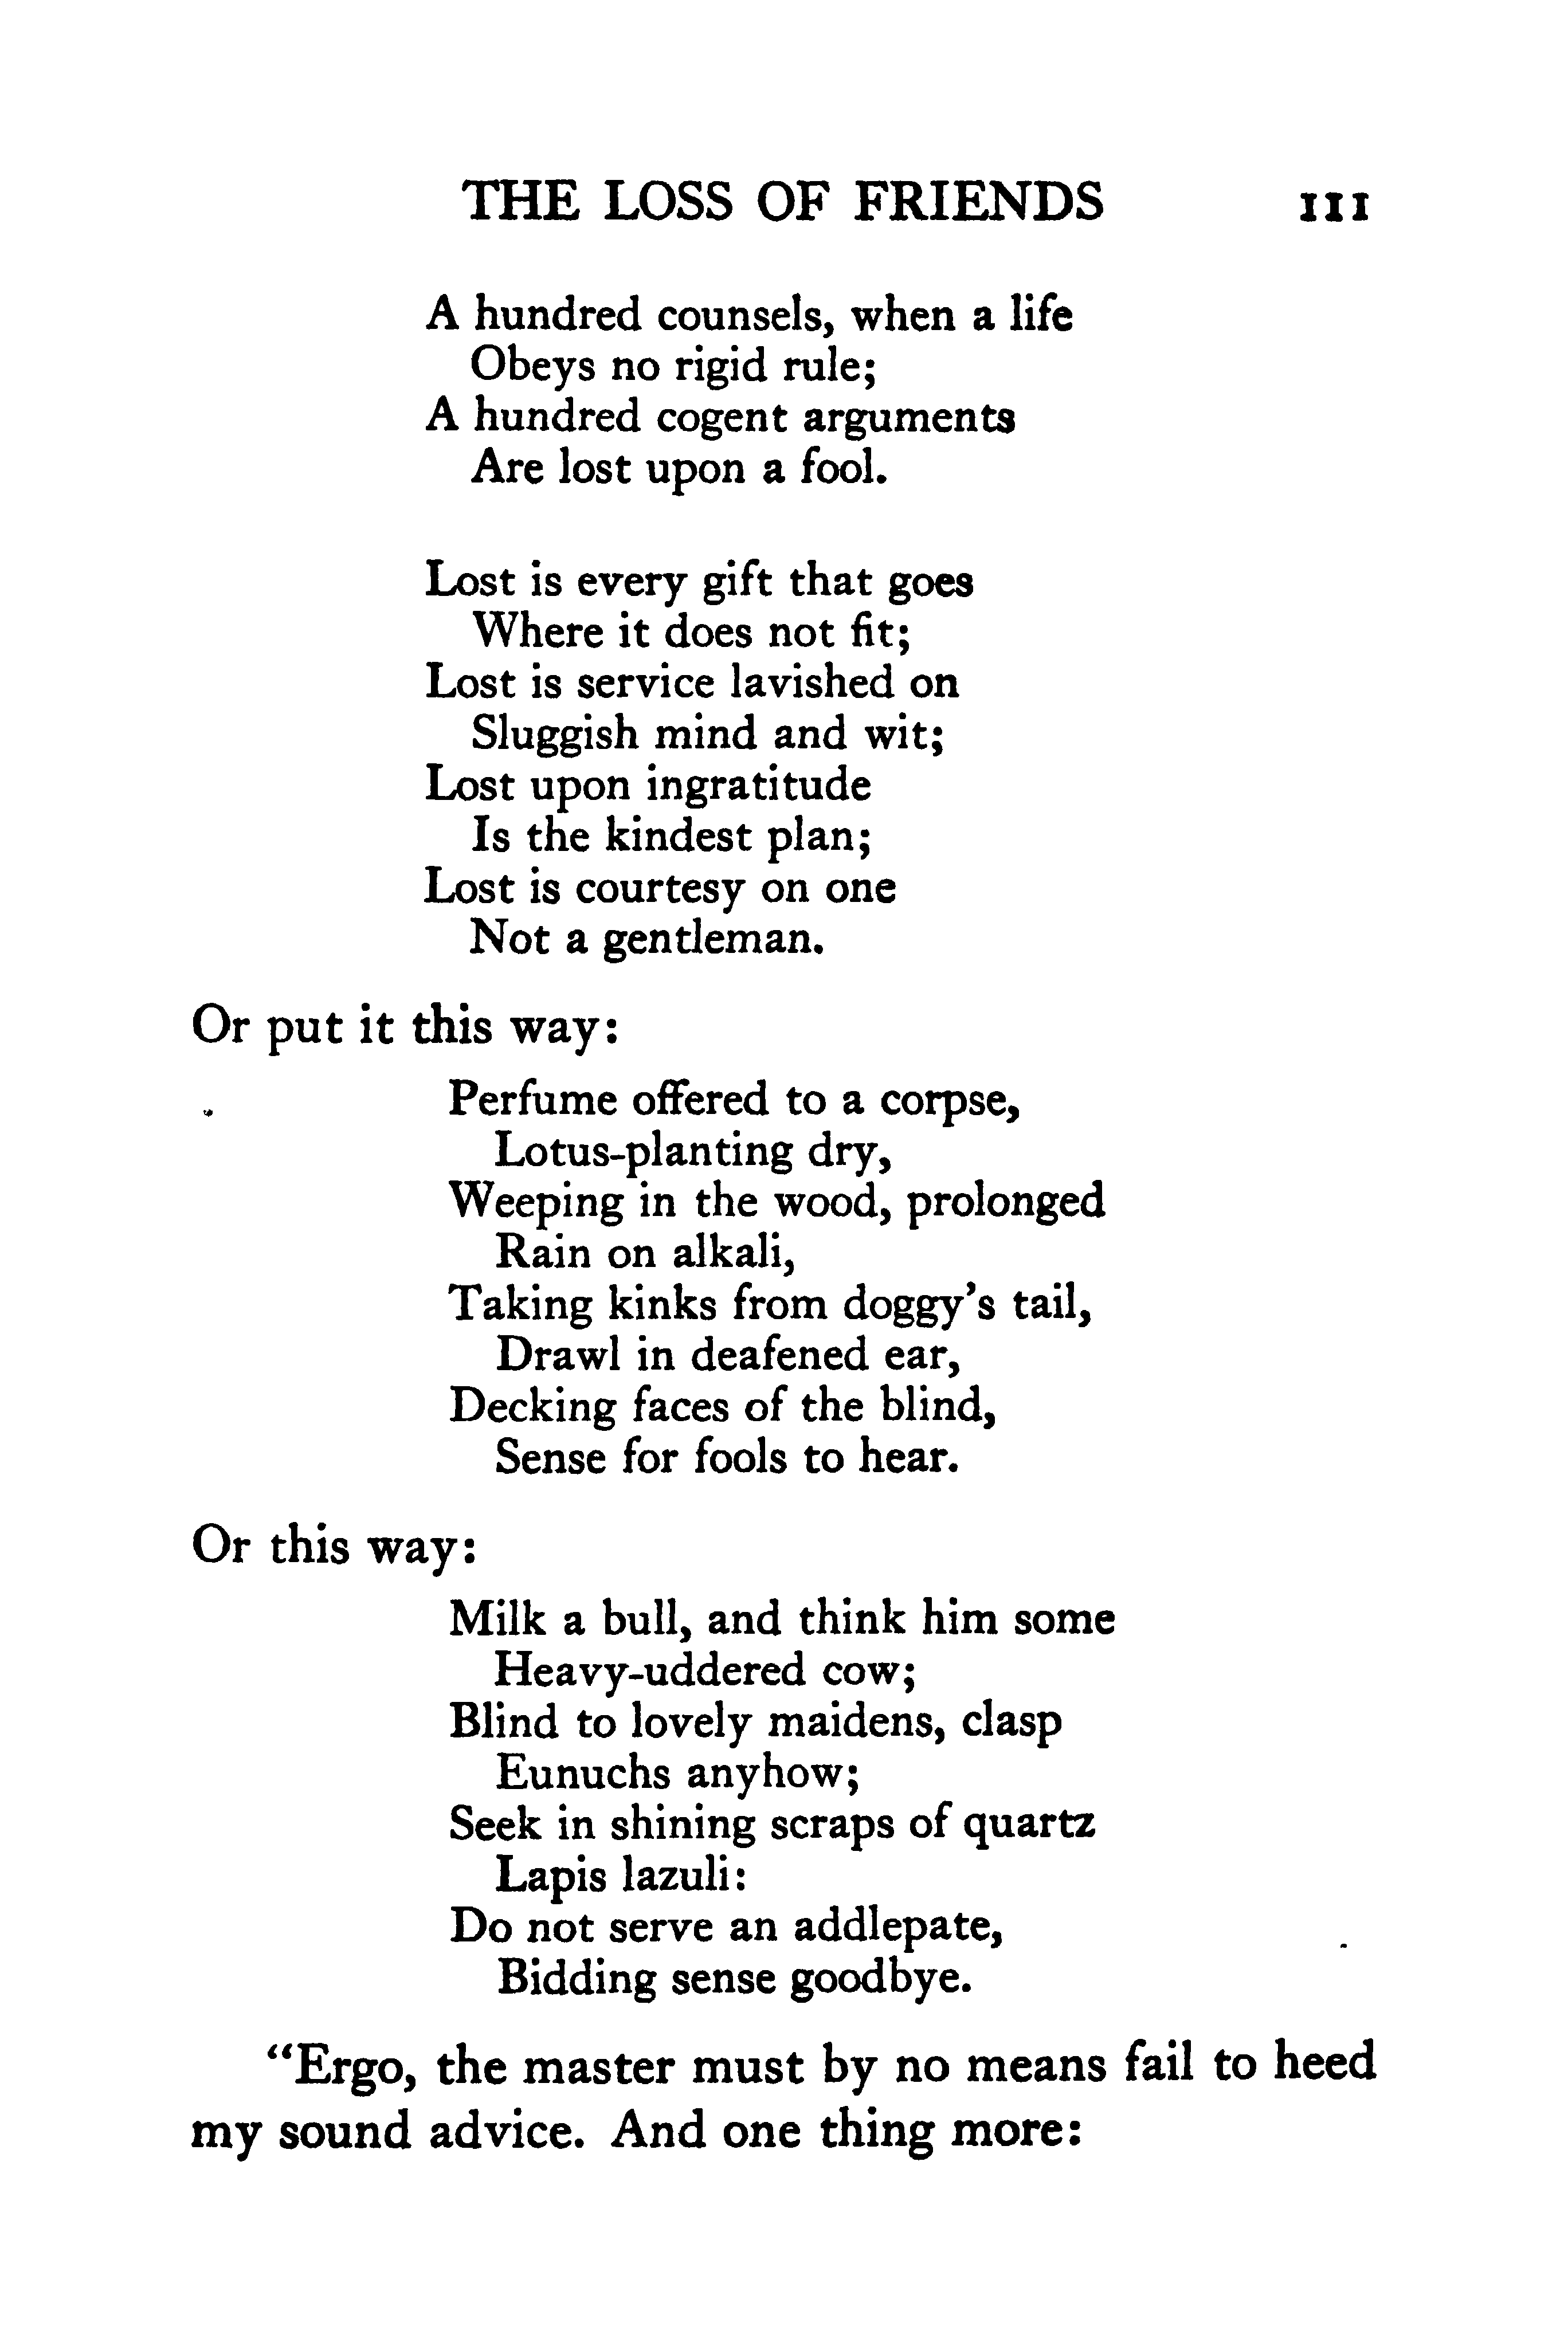 THE LOSS OF FRIENDS 111
A hundred counsels, when a life
Obeys no rigid rule;
A hundred cogent arguments
Are lost upon a fool.
Lost is every gift that goes
Where it does not fit;
Lost is service lavished on
Sluggish mind and wit;
Lost upon ingratitude
Is the kindest plan;
Lost is courtesy on one
Not a gentleman.
Or put it this way:
Perfume offered to a corpse,
Lotus-planting dry,
Weeping in the wood, prolonged
Rain on alkali,
Taking kinks from doggy's tail,
Drawl in deafened ear,
Decking faces of the blind,
Sense for fools to hear.
Or this way:
Milk a bull, and think him some
Heavy-uddered cow;
Blind to lovely maidens, clasp
Eunuchs anyhow;
Seek in shining scraps of quartz
Lapis lazuli:
Do not serve an addlepate,
Bidding sense goodbye.
"Ergo, the master must by no means fail to heed
my sound advice. And one thing more: